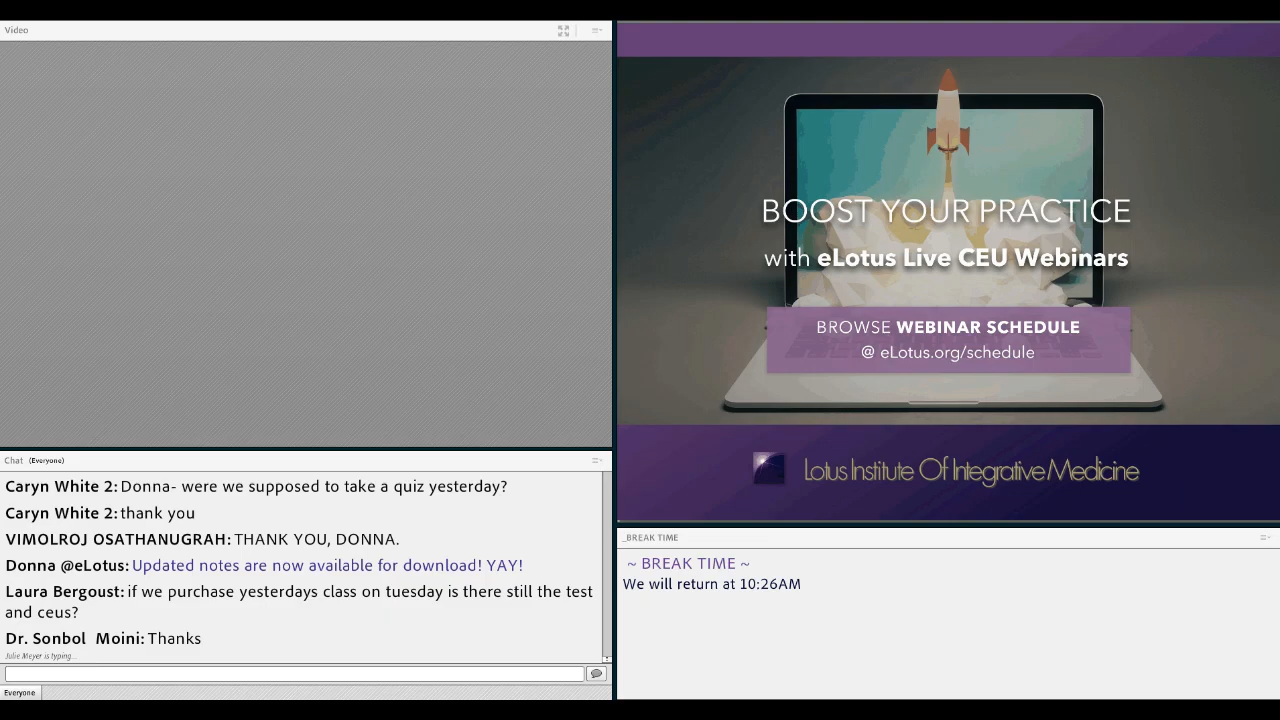 Video
BOOST YOUR PRACTICE
with eLotus Live CEU Webinars
BROWSE WEBINAR SCHEDULE
@ eLotus.org/schedule
Lotus Institute Of Integrative Medicine
Chat (Everyone)
Caryn White 2: Donna- were we supposed to take a quiz yesterday?
Caryn White 2: thank you
VIMOLROJ OSATHANUGRAH: THANK YOU, DONNA.
Donna @eLotus: Updated notes are now available for download! YAY!
Laura Bergoust: if we purchase yesterdays class on tuesday is there still the test
and ceus?
Dr. Sonbol Moini: Thanks
Julie Meyer is typing...
Everyone
_BREAK TIME
~ BREAK TIME ~
We will return at 10:26AM